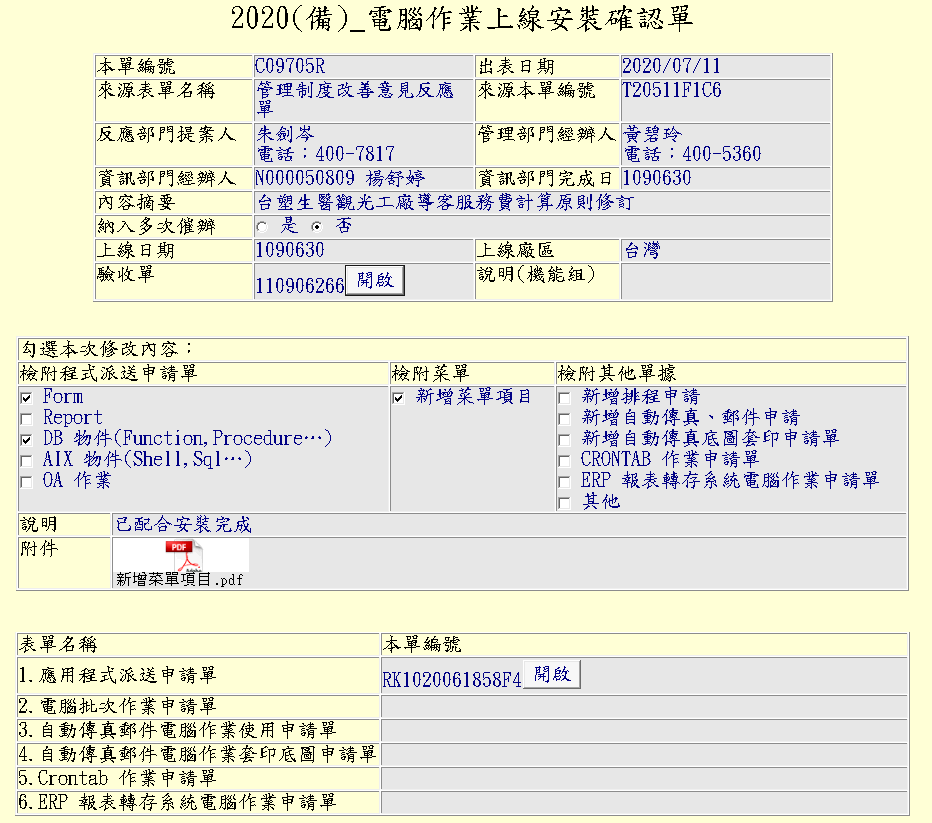 2020(備)_電腦作業上線安裝確認單
本單編號 C09705R 出表日期 2020/07/11
來源表單名稱 管理制度改善意見反應單 來源本單編號 T20511F1C6
反應部門提案人 朱劍岑 電話：400-7817 管理部門經辦人 黃碧玲 電話：400-5360
資訊部門經辦人 N000050809 楊舒婷 資訊部門完成日 1090630
內容摘要 台塑生醫觀光工廠導客服務費計算原則修訂
納入多次催辦 是 否
上線日期 1090630 上線廠區 台灣
驗收單 110906266 開啟 說明(機能組)
勾選本次修改內容：
檢附程式派送申請單 檢附菜單 檢附其他單據
Form 新增菜單項目 新增排程申請
Report 新增自動傳真、郵件申請
DB 物件(Function,Procedure…) 新增自動傳真底圖套印申請單
AIX 物件(Shell,Sql…) CRONTAB 作業申請單
OA 作業 ERP 報表轉存系統電腦作業申請單
其他
說明 已配合安裝完成
附件 PDF Adobe
新增菜單項目.pdf
表單名稱 本單編號
1.應用程式派送申請單 RK1020061858F4 開啟
2.電腦批次作業申請單
3.自動傳真郵件電腦作業使用申請單
4.自動傳真郵件電腦作業套印底圖申請單
5.Crontab 作業申請單
6.ERP 報表轉存系統電腦作業申請單